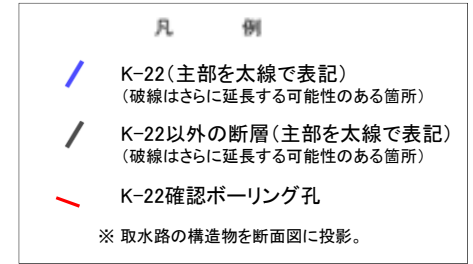 凡　例
K-22（主部を太線で表記）
（破線はさらに延長する可能性のある箇所）
K-22以外の断層（主部を太線で表記）
（破線はさらに延長する可能性のある箇所）
K-22確認ボーリング孔
※ 取水路の構造物を断面図に投影。